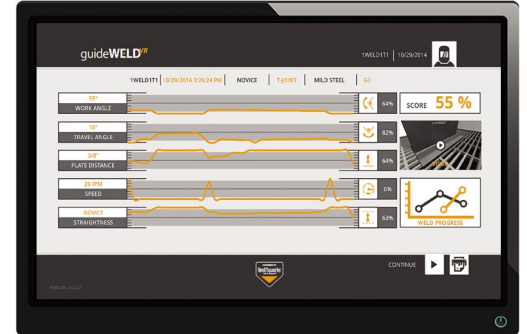 guideWELD VR
1WELD1T1 | 10/29/2014
1WELD1T1 | 10/29/2014 3:26:24 PM | NOVICE | T-JOINT | MILD STEEL | G3
55°
WORK ANGLE
64%
SCORE 55 %
18°
TRAVEL ANGLE
82%
3/8"
PLATE DISTANCE
64%
VIDEO
20 IPM
SPEED
0%
NOVICE
STRAIGHTNESS
63%
WELD PROGRESS
CONTINUE